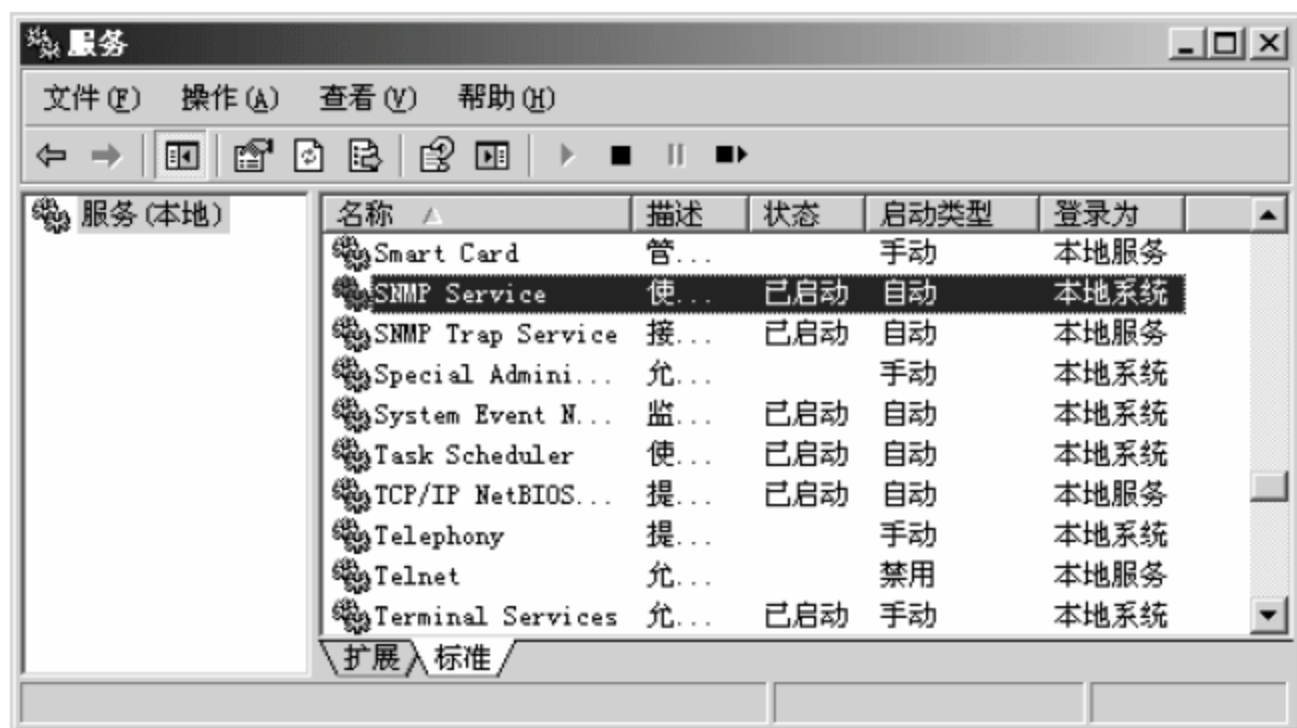 服务
文件(F) 操作(A) 查看(V) 帮助(H)
服务(本地)
名称 描述 状态 启动类型 登录为
Smart Card 管... 手动 本地服务
SNMP Service 使... 已启动 自动 本地系统
SNMP Trap Service 接... 已启动 自动 本地服务
Special Admini... 允... 手动 本地系统
System Event N... 监... 已启动 自动 本地系统
Task Scheduler 使... 已启动 自动 本地系统
TCP/IP NetBIOS... 提... 已启动 自动 本地服务
Telephony 提... 手动 本地系统
Telnet 允... 禁用 本地服务
Terminal Services 允... 已启动 手动 本地系统
扩展 标准